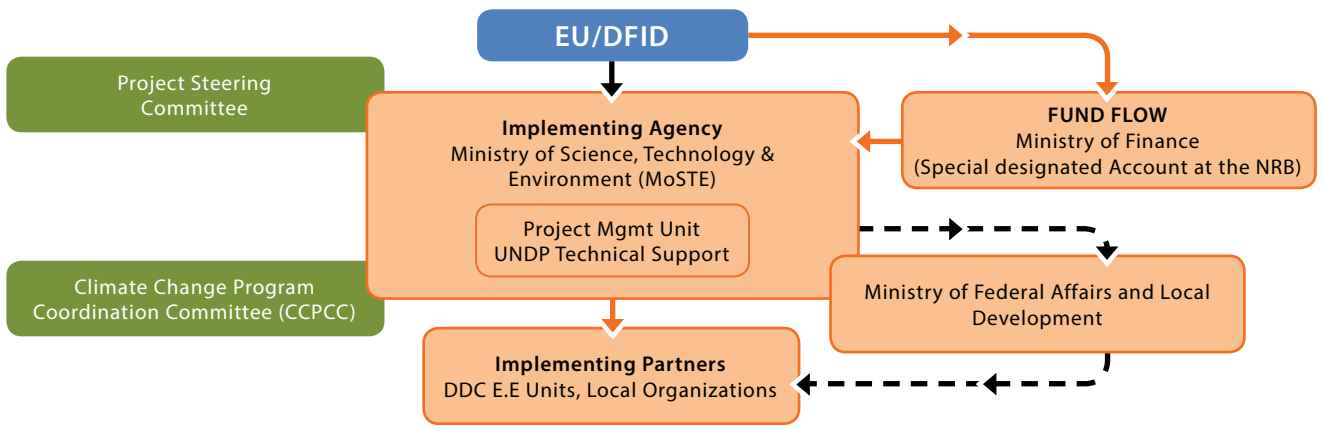 EU/DFID
Project Steering
Committee
Implementing Agency
Ministry of Science, Technology &
Environment (MoSTE)
FUND FLOW
Ministry of Finance
(Special designated Account at the NRB)
Project Mgmt Unit
UNDP Technical Support
Climate Change Program
Coordination Committee (CCPCC)
Ministry of Federal Affairs and Local
Development
Implementing Partners
DDC E.E Units, Local Organizations